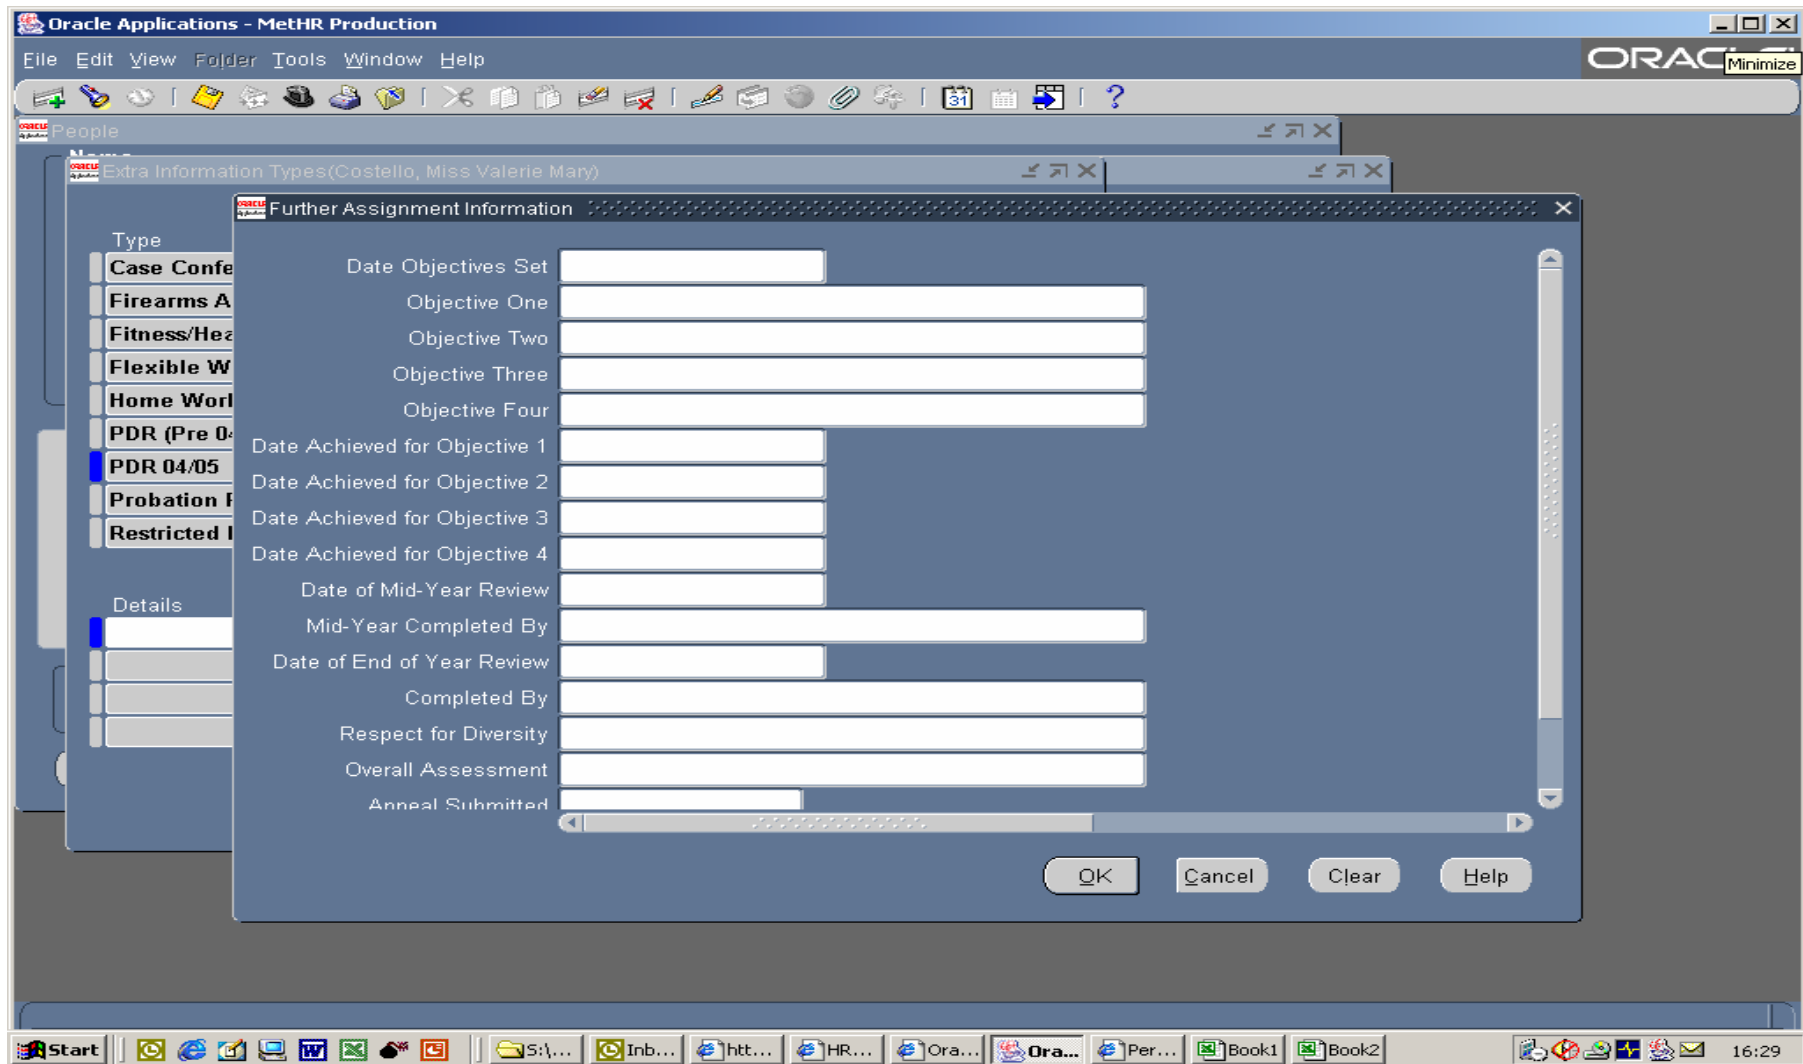 Oracle Applications - MetHR Production
File Edit View Folder Tools Window Help
ORAC
Minimize
People
Extra Information Types(Costello, Miss Valerie Mary)
Further Assignment Information
Type
Case Confe
Firearms A
Fitness/Hea
Flexible W
Home Worl
PDR (Pre 04
PDR 04/05
Probation F
Restricted I
Details
Date Objectives Set
Objective One
Objective Two
Objective Three
Objective Four
Date Achieved for Objective 1
Date Achieved for Objective 2
Date Achieved for Objective 3
Date Achieved for Objective 4
Date of Mid-Year Review
Mid-Year Completed By
Date of End of Year Review
Completed By
Respect for Diversity
Overall Assessment
Appeal Submitted
OK Cancel Clear Help
Start S:\... Inb... htt... HR... Ora... Ora... Per... Book1 Book2 16:29